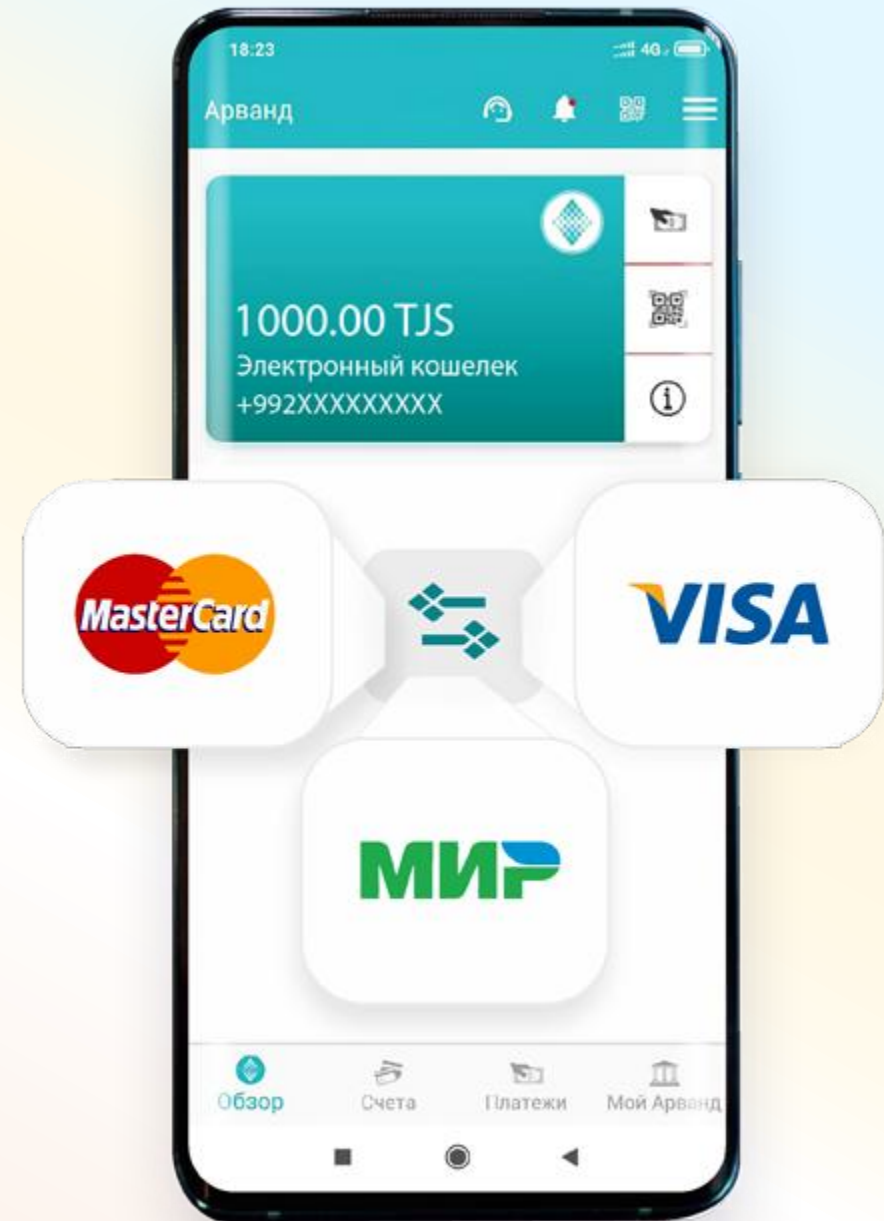 18:23
4G
Арванд
1000.00 TJS
Электронный кошелек
+992XXXXXXXXX
MasterCard
VISA
МИР
Обзор
Счета
Платежи
Мой Арванд